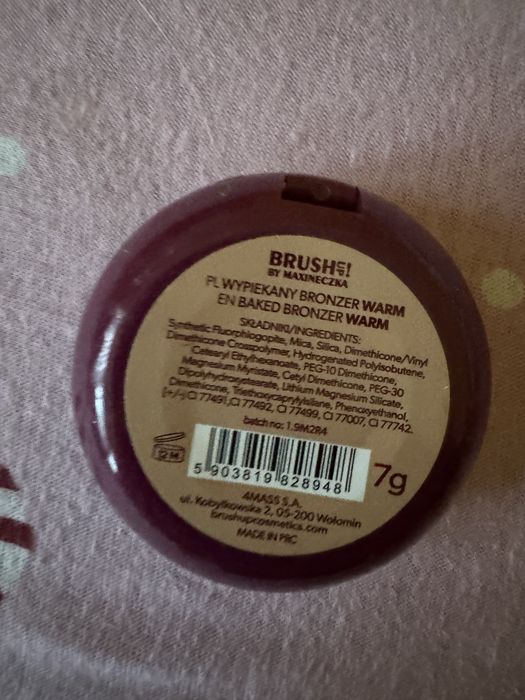 BRUSH UP!
BY MAXINECZKA
PL WYPIEKANY BRONZER WARM
EN BAKED BRONZER WARM
SKŁADNIKI/INGREDIENTS:
Synthetic Fluorphlogopite, Mica, Silica, Dimethicone/Vinyl
Dimethicone Crosspolymer, Hydrogenated Polyisobutene,
Cetearyl Ethylhexanoate, PEG-10 Dimethicone,
Magnesium Myristate, Cetyl Dimethicone, PEG-30
Dipolyhydroxystearate, Lithium Magnesium Silicate,
Dimethicone, Triethoxycaprylylsilane, Phenoxyethanol,
[+/-] CI 77491,CI 77492, CI 77499, CI 77007, CI 77742.
batch no: 1.9IM2R4
12 M
5 903819 828948
7g
4MASS S.A.
ul. Kobyłkowska 2, 05-200 Wołomin
brushupcosmetics.com
MADE IN PRC